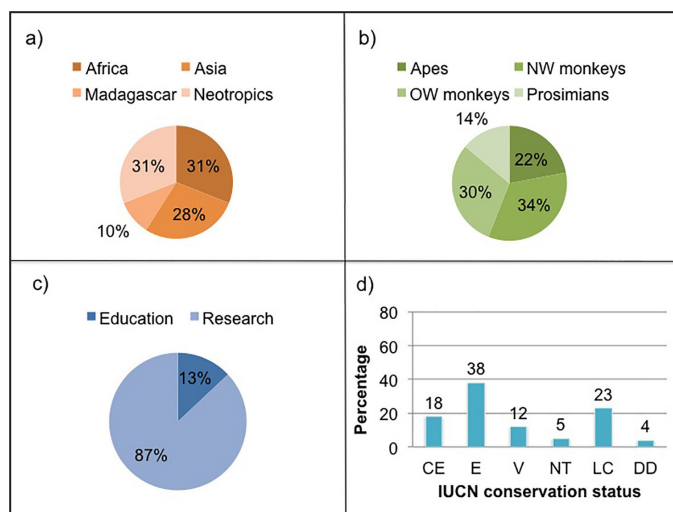 a)
Africa Asia
Madagascar Neotropics
31% 31%
28%
10%
b)
Apes NW monkeys
OW monkeys Prosimians
14%
22%
30%
34%
c)
Education Research
13%
87%
d)
Percentage
80
60
40
20
0
18
38
12
5
23
4
CE E V NT LC DD
IUCN conservation status